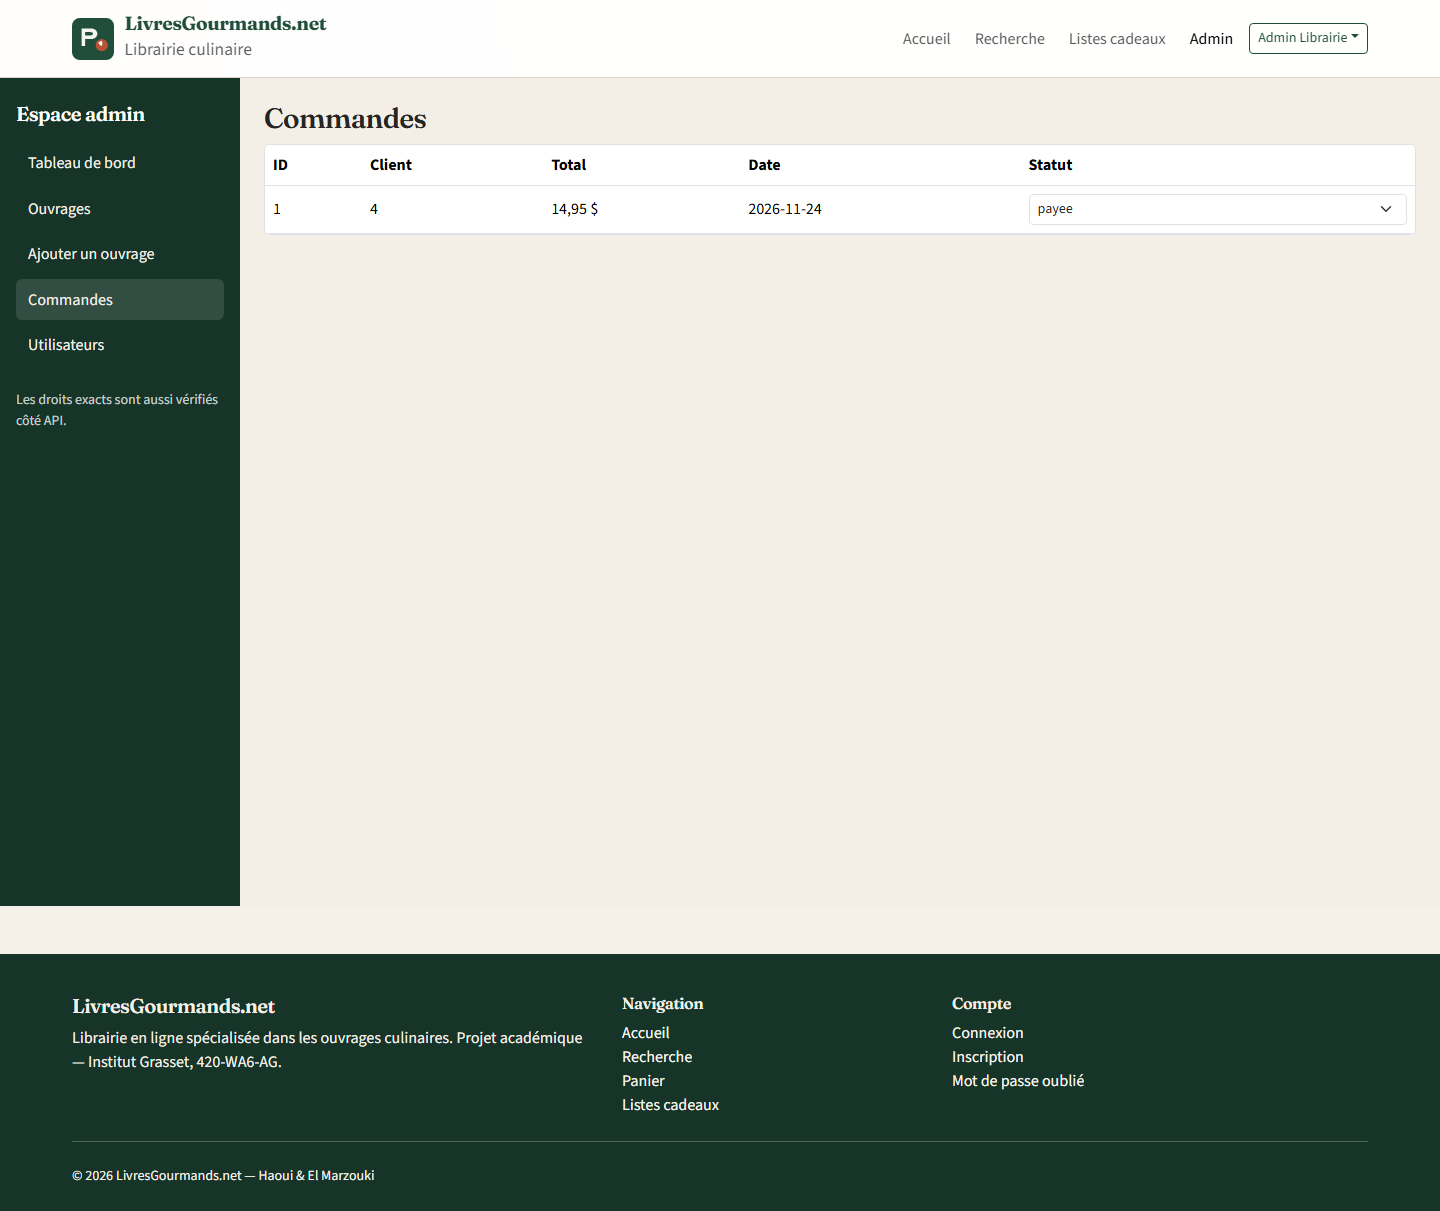 P
LivresGourmands.net
Librairie culinaire
Accueil Recherche Listes cadeaux Admin Admin Librairie
Espace admin
Tableau de bord
Ouvrages
Ajouter un ouvrage
Commandes
Utilisateurs
Les droits exacts sont aussi vérifiés
côté API.
Commandes
ID Client Total Date Statut
1 4 14,95 $ 2026-11-24 payee
LivresGourmands.net
Librairie en ligne spécialisée dans les ouvrages culinaires. Projet académique
— Institut Grasset, 420-WA6-AG.
Navigation
Accueil
Recherche
Panier
Listes cadeaux
Compte
Connexion
Inscription
Mot de passe oublié
© 2026 LivresGourmands.net — Haoui & El Marzouki